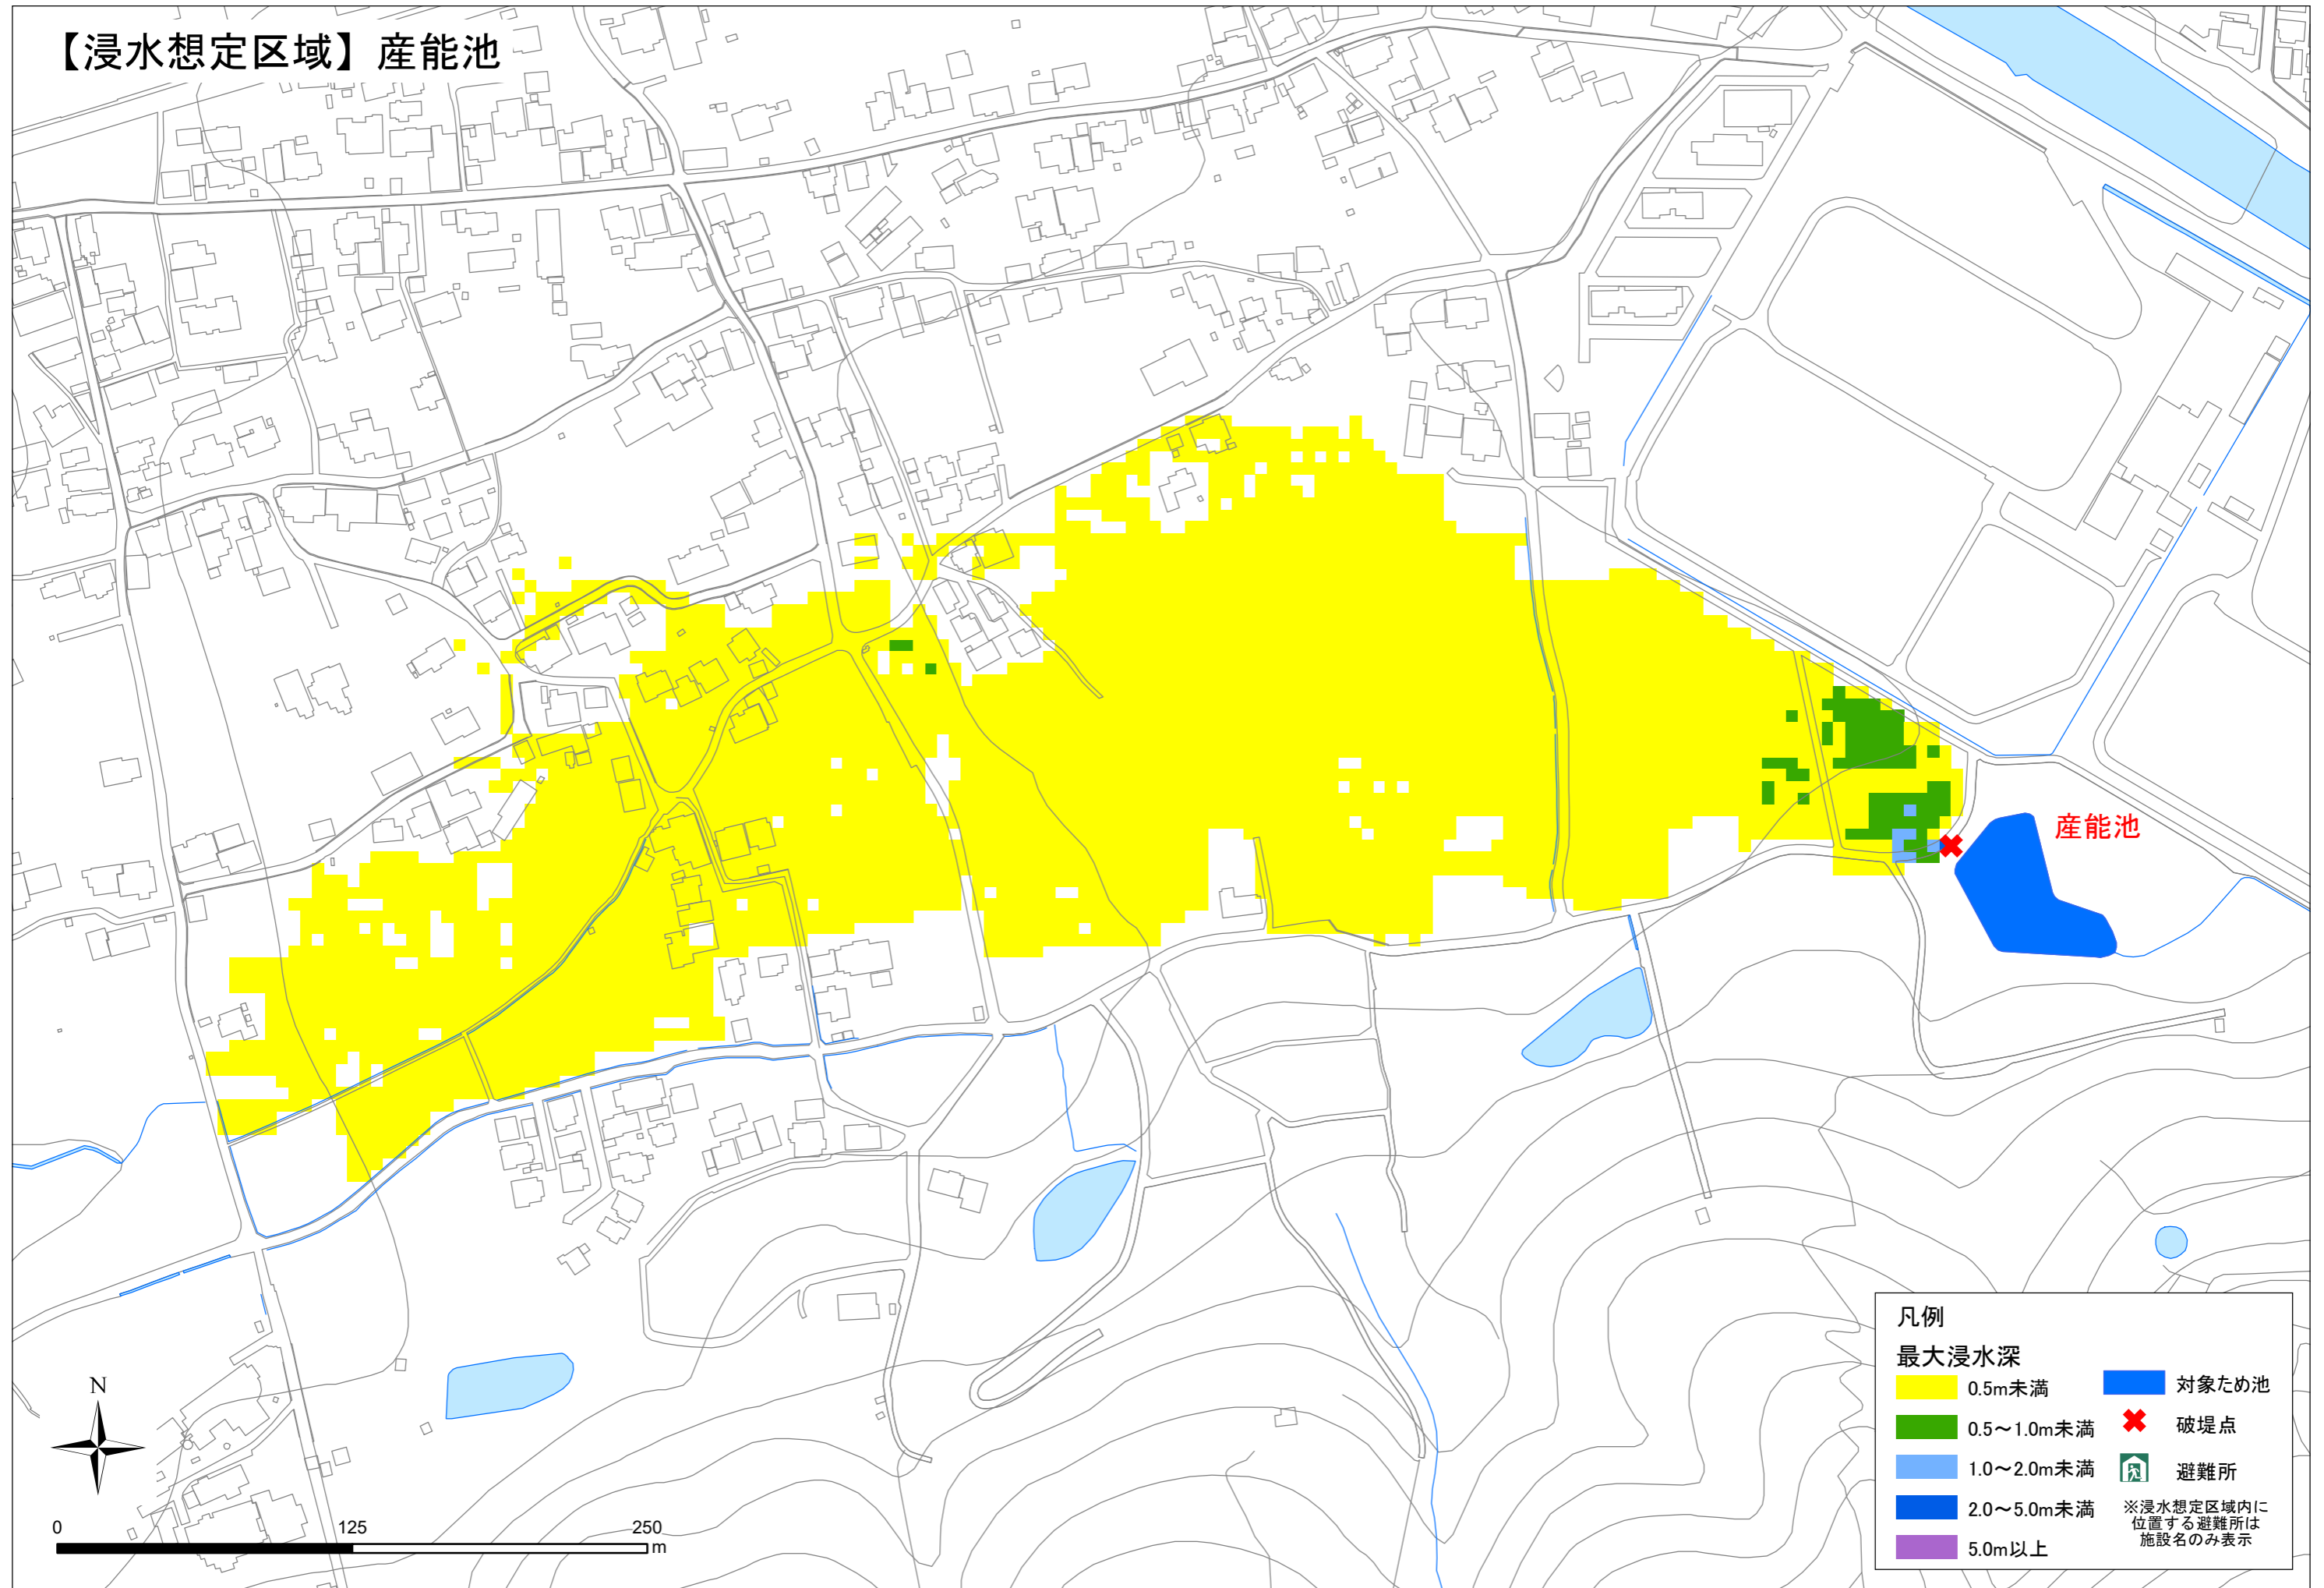 【浸水想定区域】産能池
産能池
凡例
最大浸水深
0.5m未満
0.5～1.0m未満
1.0～2.0m未満
2.0～5.0m未満
5.0m以上
対象ため池
破堤点
避難所
※浸水想定区域内に
位置する避難所は
施設名のみ表示
N
0 125 250
m